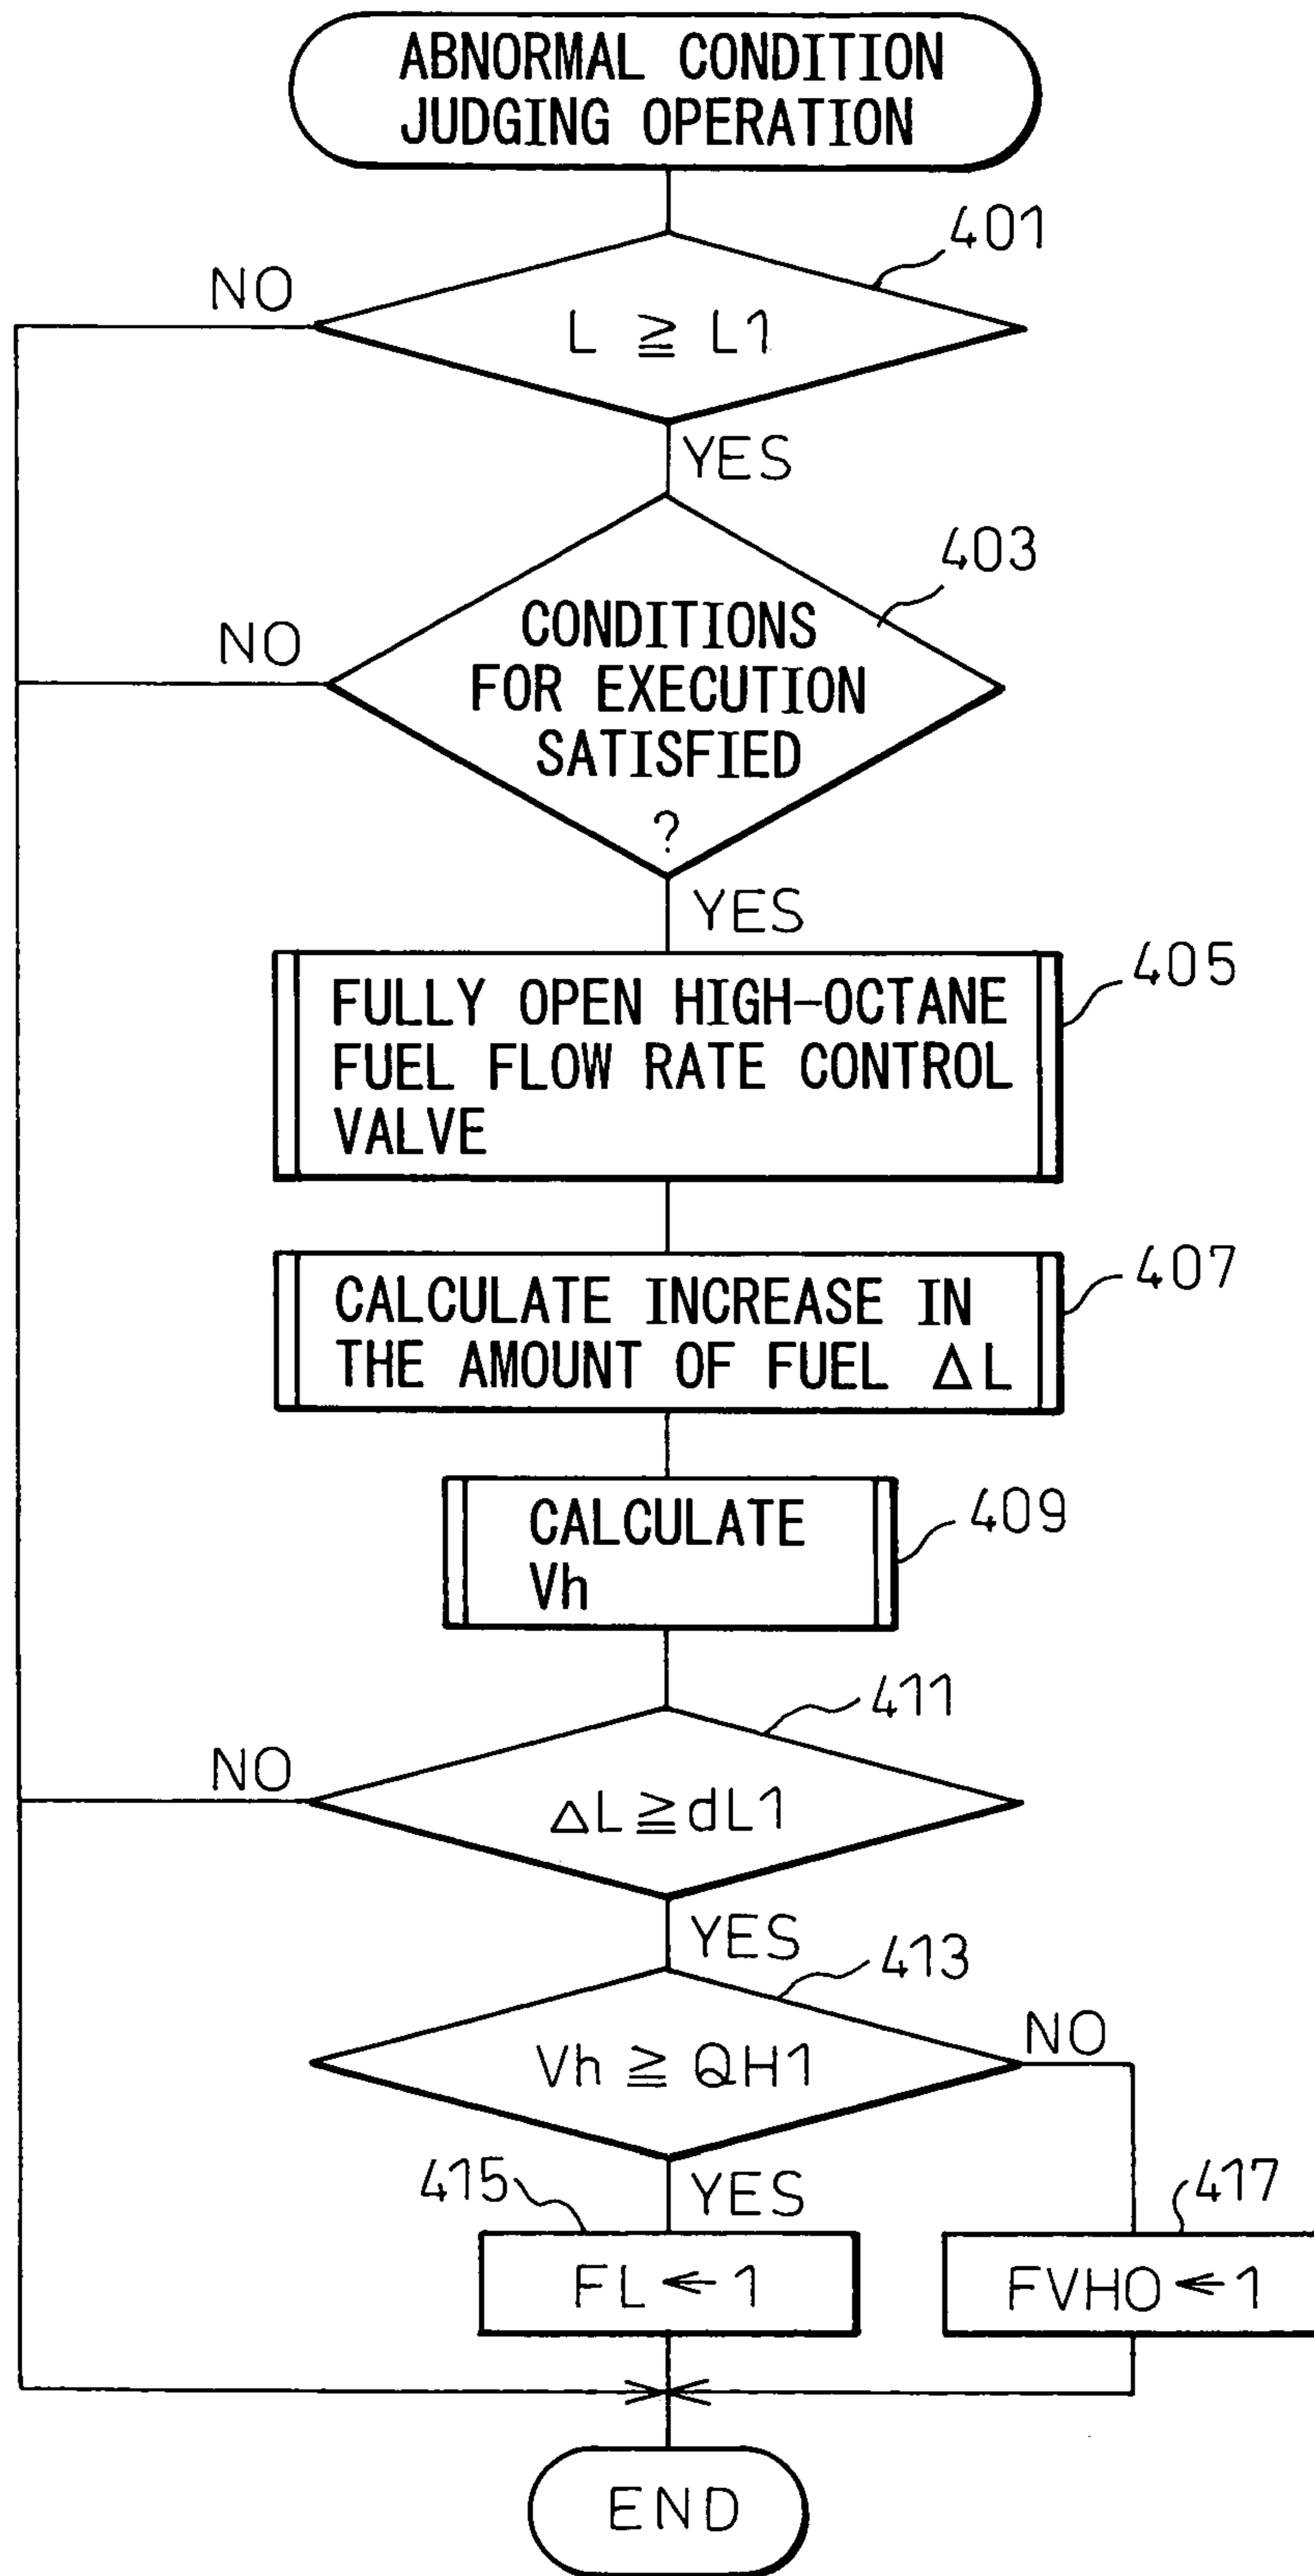 ABNORMAL CONDITION
JUDGING OPERATION
401
NO
L ≧ L1
YES
403
NO
CONDITIONS
FOR EXECUTION
SATISFIED
?
YES
405
FULLY OPEN HIGH-OCTANE
FUEL FLOW RATE CONTROL
VALVE
407
CALCULATE INCREASE IN
THE AMOUNT OF FUEL ΔL
409
CALCULATE
Vh
411
NO
ΔL ≧ dL1
YES
413
NO
Vh ≧ QH1
YES
415
417
FL ← 1
FVHO ← 1
END